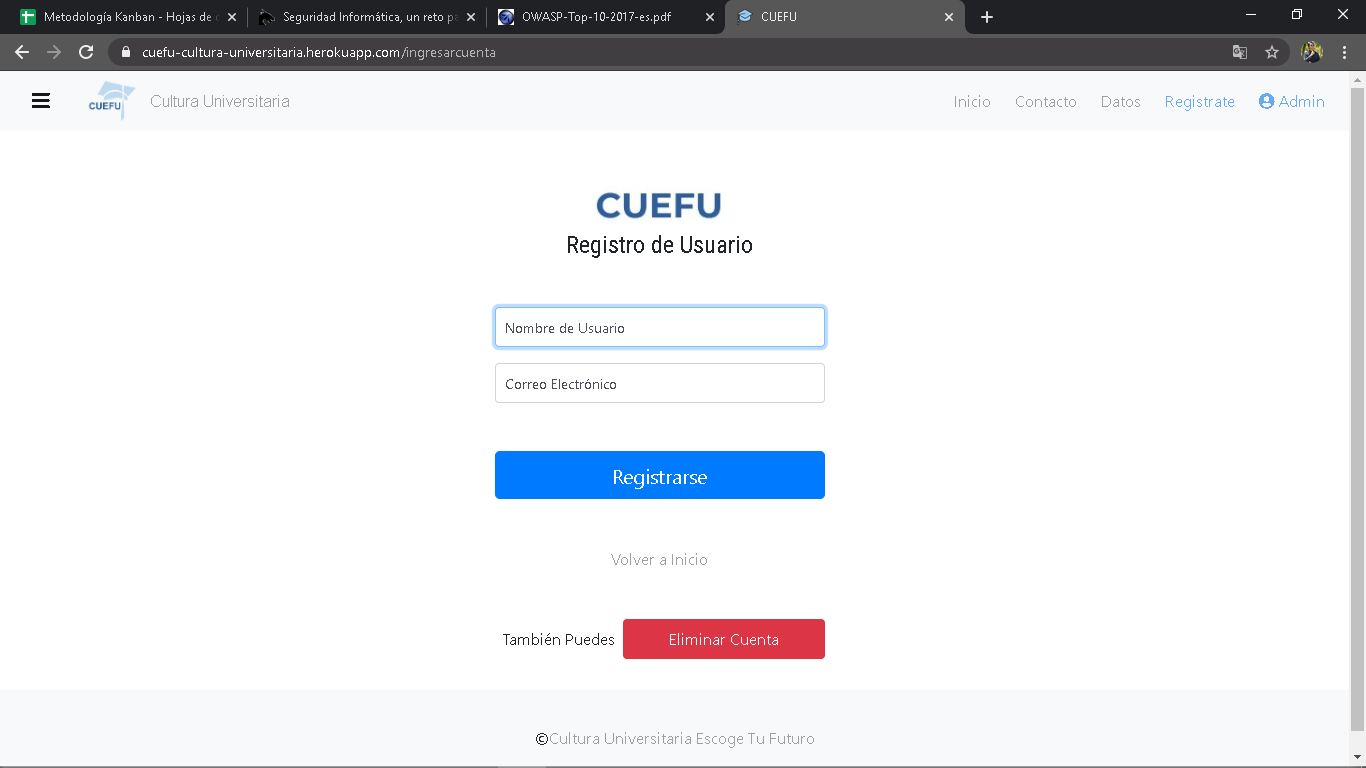 Metodología Kanban - Hojas de c
Seguridad Informática, un reto pa
OWASP-Top-10-2017-es.pdf
CUEFU
cuefu-cultura-universitaria.herokuapp.com/ingresarcuenta
CUEFU
Cultura Universitaria
Inicio
Contacto
Datos
Registrate
Admin
CUEFU
Registro de Usuario
Nombre de Usuario
Correo Electrónico
Registrarse
Volver a Inicio
También Puedes
Eliminar Cuenta
©Cultura Universitaria Escoge Tu Futuro